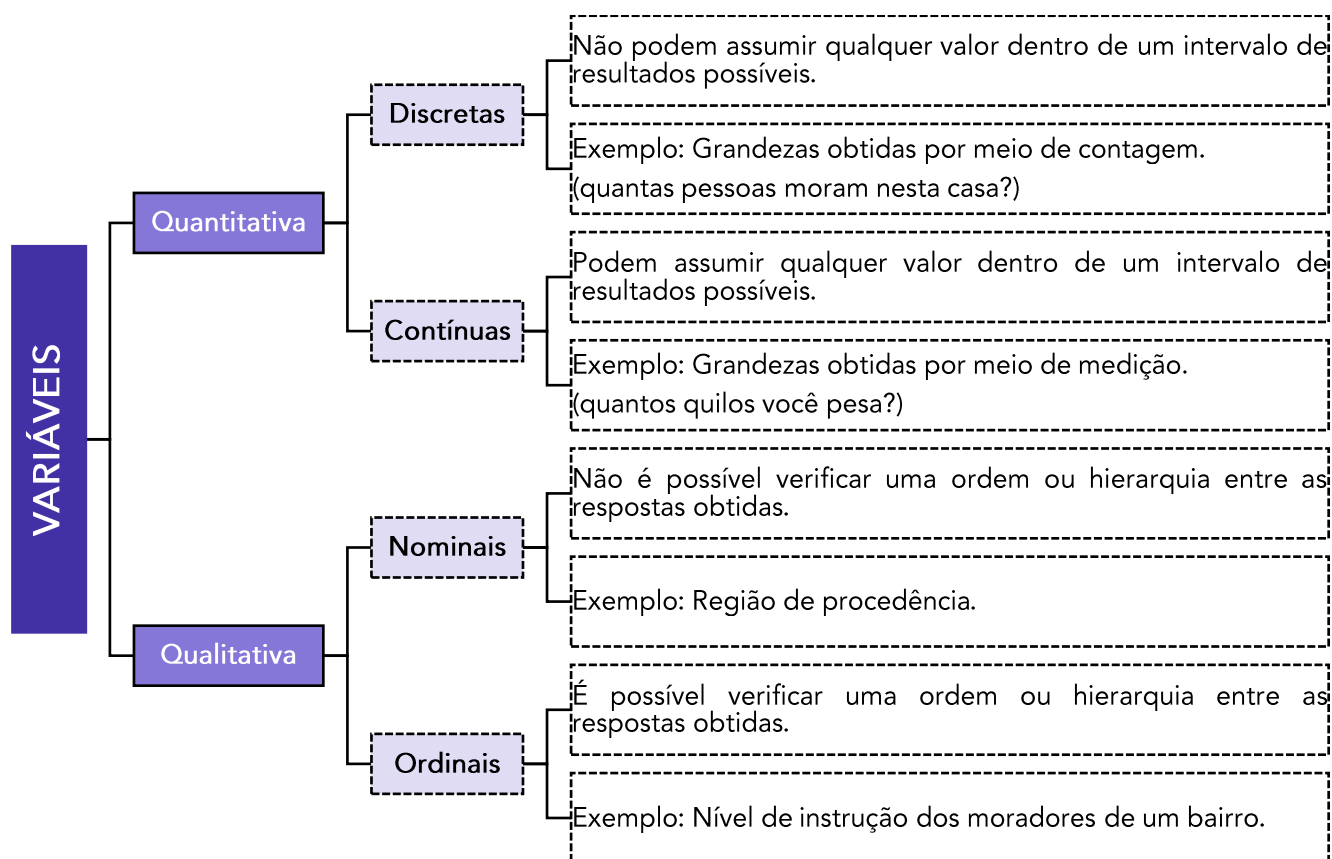 VARIÁVEIS
Quantitativa
Discretas
Não podem assumir qualquer valor dentro de um intervalo de
resultados possíveis.
Exemplo: Grandezas obtidas por meio de contagem.
(quantas pessoas moram nesta casa?)
Contínuas
Podem assumir qualquer valor dentro de um intervalo de
resultados possíveis.
Exemplo: Grandezas obtidas por meio de medição.
(quantos quilos você pesa?)
Qualitativa
Nominais
Não é possível verificar uma ordem ou hierarquia entre as
respostas obtidas.
Exemplo: Região de procedência.
Ordinais
É possível verificar uma ordem ou hierarquia entre as
respostas obtidas.
Exemplo: Nível de instrução dos moradores de um bairro.